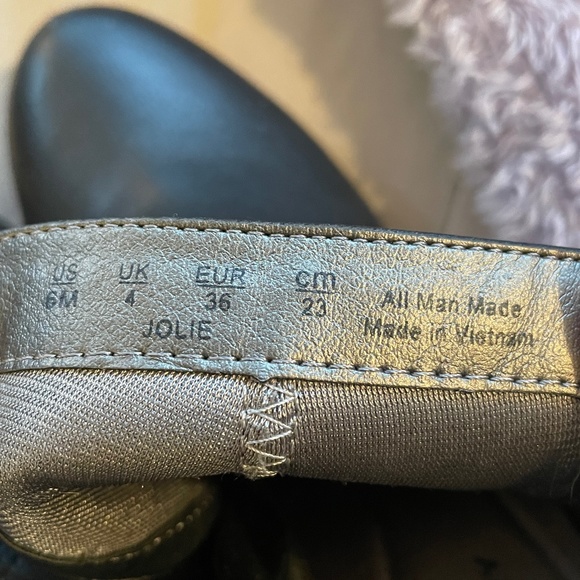 US UK EUR cm
6M 4 36 23
JOLIE
All Man Made
Made in Vietnam